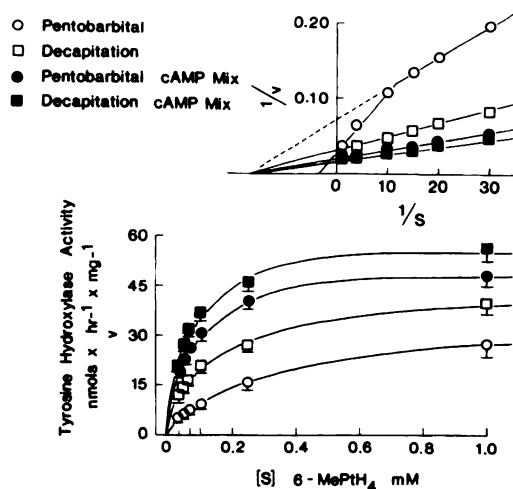 Pentobarbital
Decapitation
Pentobarbital cAMP Mix
Decapitation cAMP Mix
1/v
0.20
0.10
0 10 20 30
1/S
Tyrosine Hydroxylase Activity
nmols x hr-1 x mg-1
v
60
45
30
15
0
0 0.2 0.4 0.6 0.8 1.0
[S] 6-MePtH4 mM